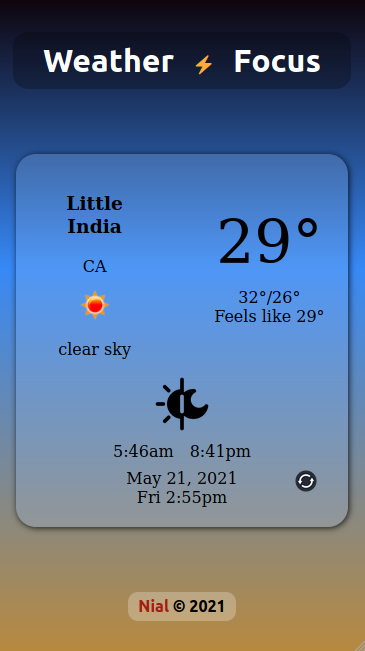 Weather ⚡ Focus
Little
India
CA
clear sky
29°
32°/26°
Feels like 29°
5:46am 8:41pm
May 21, 2021
Fri 2:55pm
Nial © 2021